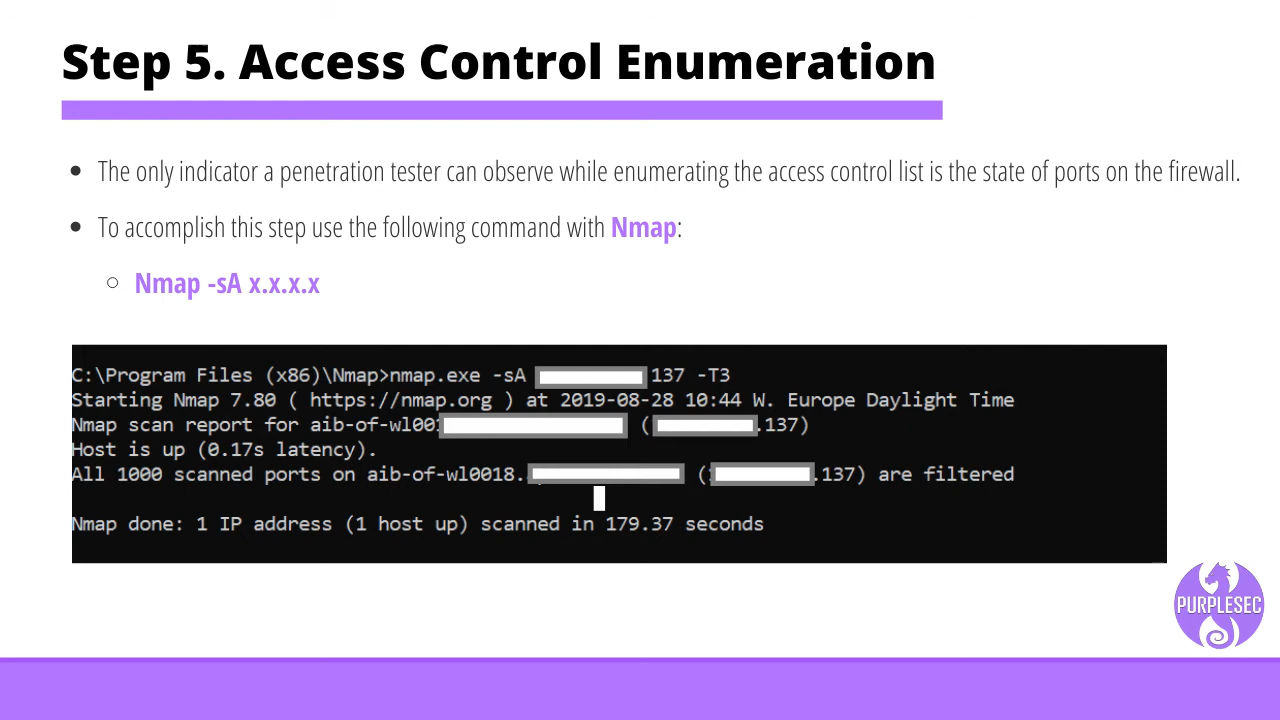 Step 5. Access Control Enumeration
The only indicator a penetration tester can observe while enumerating the access control list is the state of ports on the firewall.
To accomplish this step use the following command with Nmap:
Nmap -sA x.x.x.x
C:\Program Files (x86)\Nmap>nmap.exe -sA 137 -T3
Starting Nmap 7.80 ( https://nmap.org ) at 2019-08-28 10:44 W. Europe Daylight Time
Nmap scan report for aib-of-wl001 ( .137)
Host is up (0.17s latency).
All 1000 scanned ports on aib-of-wl0018. ( .137) are filtered
Nmap done: 1 IP address (1 host up) scanned in 179.37 seconds
PURPLESEC